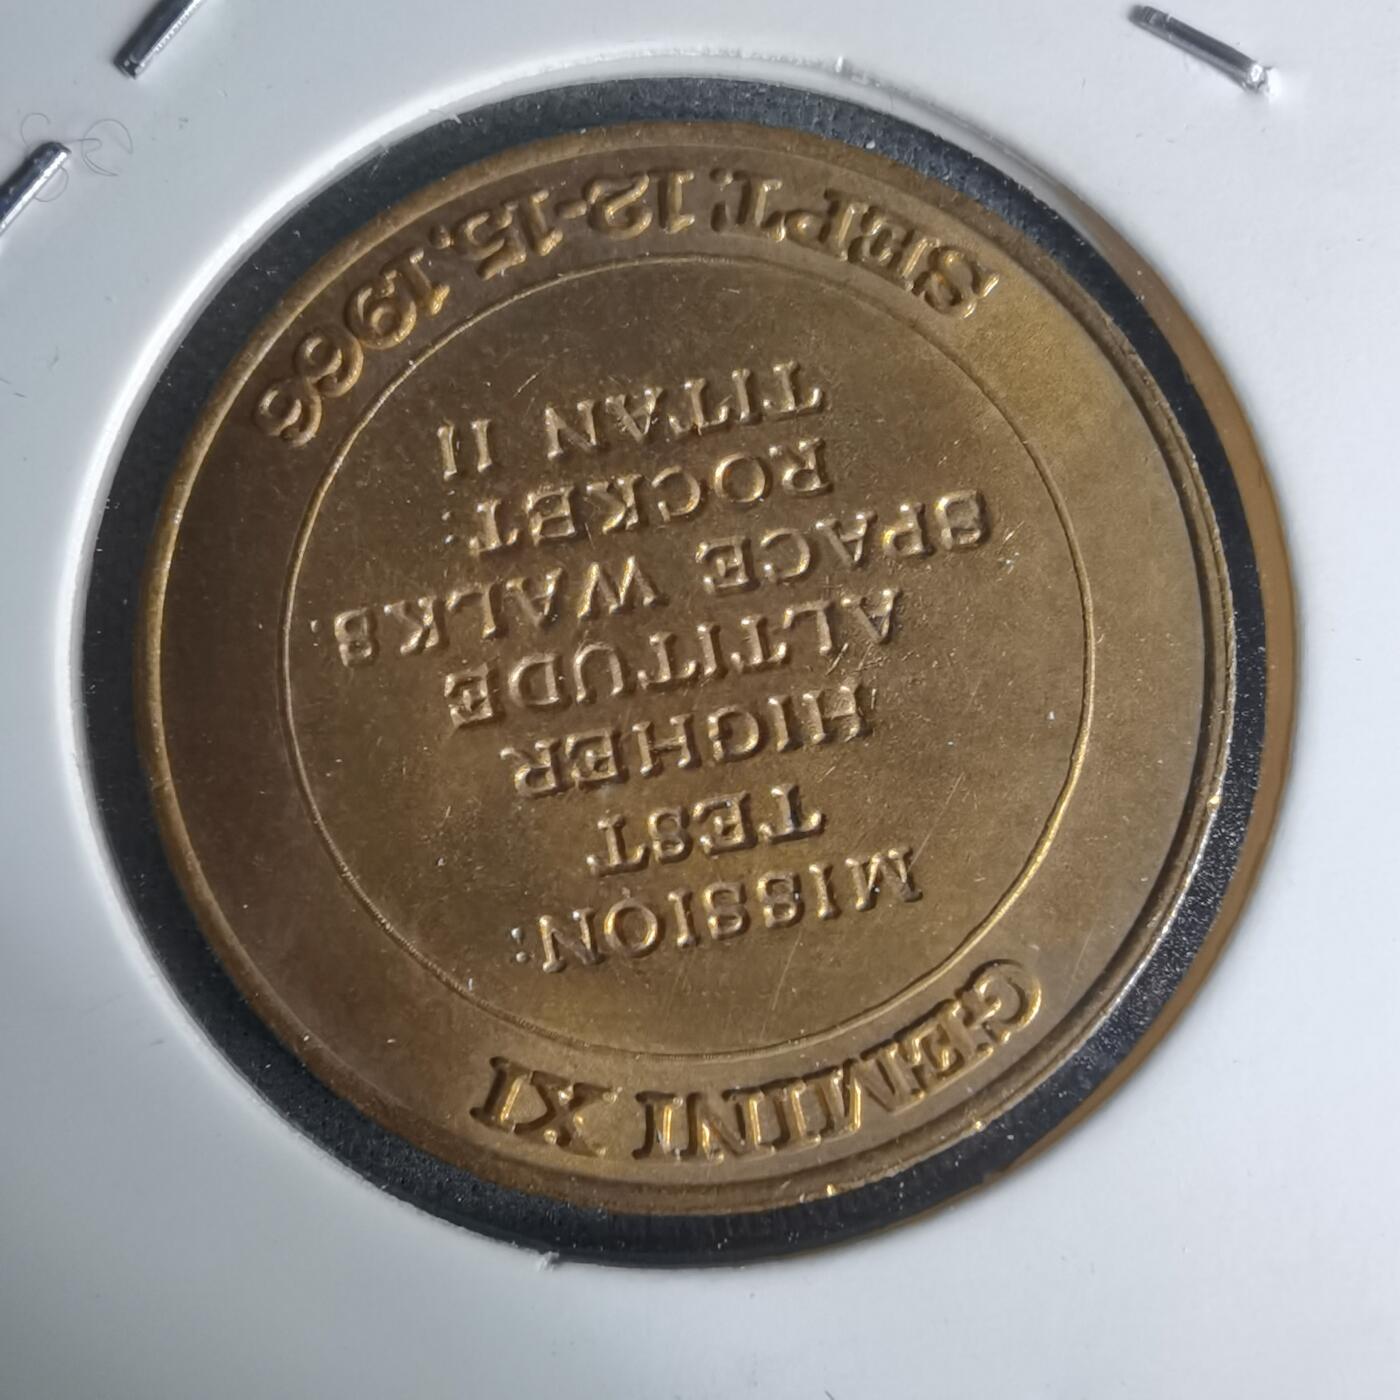 GEMINI XI
MISSION:
TEST
HIGHER
ALTITUDE
SPACE WALKS.
ROCKET:
TITAN II
SEPT. 12-15, 1966